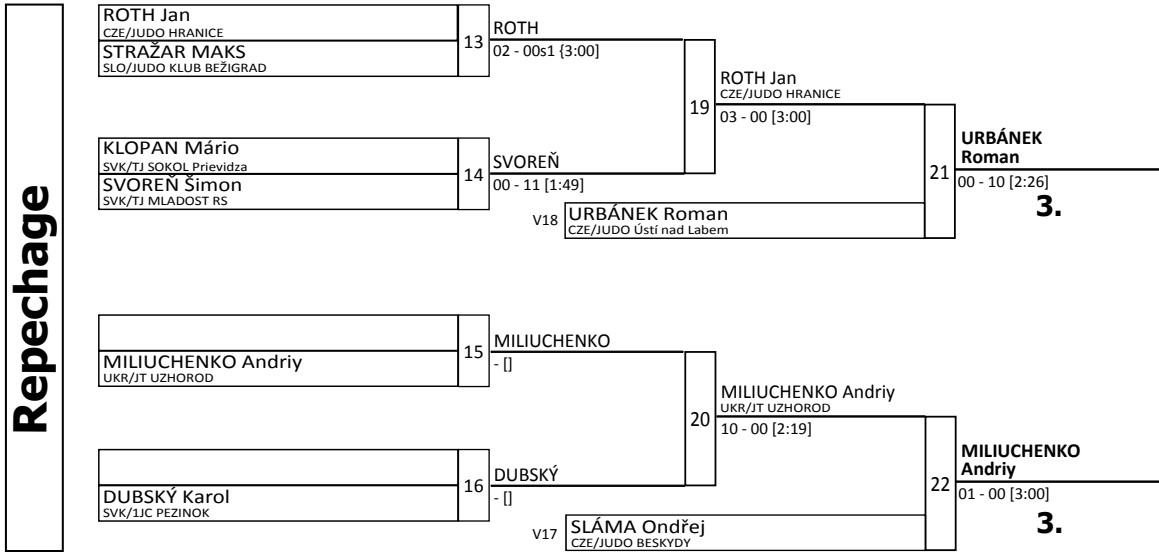 Repechage
ROTH Jan
CZE/JUDO HRANICE
STRAŽAR MAKS
SLO/JUDO KLUB BEŽIGRAD
13
ROTH
02 - 00s1 {3:00]
KLOPAN Mário
SVK/TJ SOKOL Prievidza
SVOREŇ Šimon
SVK/TJ MLADOST RS
14
SVOREŇ
00 - 11 [1:49]
19
ROTH Jan
CZE/JUDO HRANICE
03 - 00 [3:00]
V18
URBÁNEK Roman
CZE/JUDO Ústí nad Labem
21
URBÁNEK
Roman
00 - 10 [2:26]
3.
15
MILIUCHENKO Andriy
UKR/JT UZHOROD
MILIUCHENKO
- []
16
DUBSKÝ Karol
SVK/1JC PEZINOK
DUBSKÝ
- []
20
MILIUCHENKO Andriy
UKR/JT UZHOROD
10 - 00 [2:19]
V17
SLÁMA Ondřej
CZE/JUDO BESKYDY
22
MILIUCHENKO
Andriy
01 - 00 [3:00]
3.